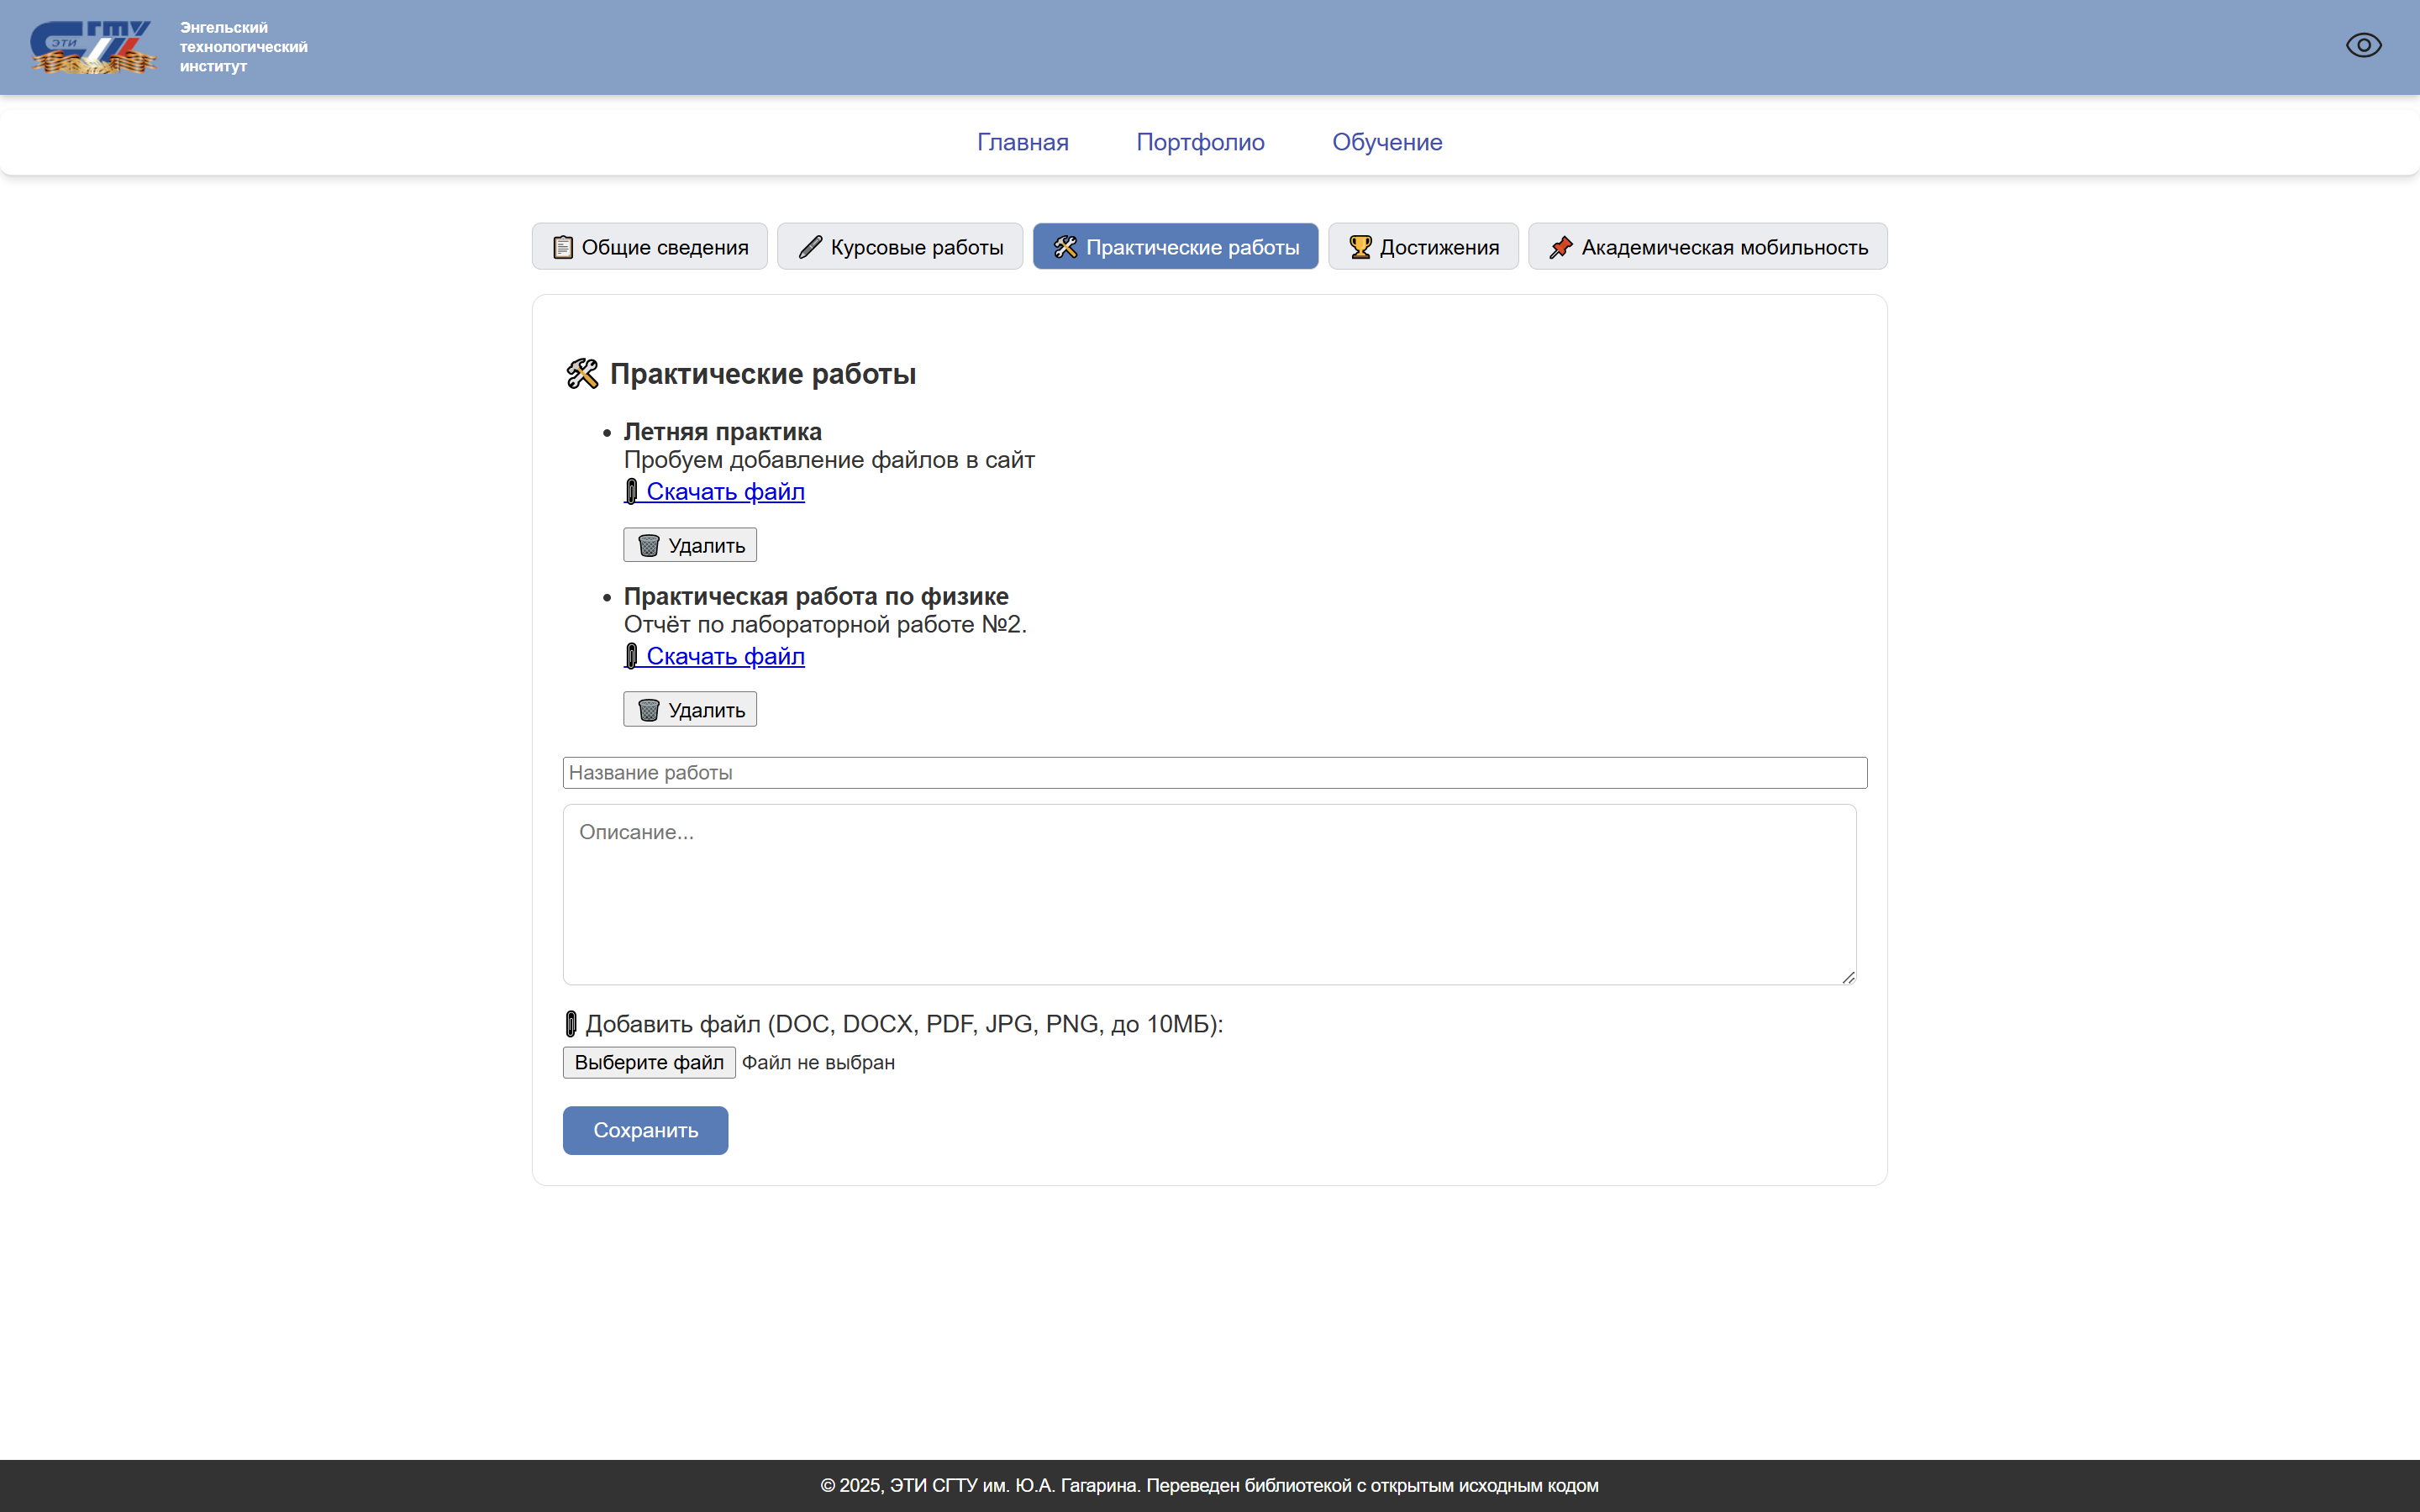 СГТУ
ЭТИ
Энгельский
технологический
институт
Главная Портфолио Обучение
Общие сведения Курсовые работы Практические работы Достижения Академическая мобильность
Практические работы
Летняя практика
Пробуем добавление файлов в сайт
Скачать файл
Удалить
Практическая работа по физике
Отчёт по лабораторной работе №2.
Скачать файл
Удалить
Название работы
Описание...
Добавить файл (DOC, DOCX, PDF, JPG, PNG, до 10МБ):
Выберите файл Файл не выбран
Сохранить
© 2025, ЭТИ СГТУ им. Ю.А. Гагарина. Переведен библиотекой с открытым исходным кодом